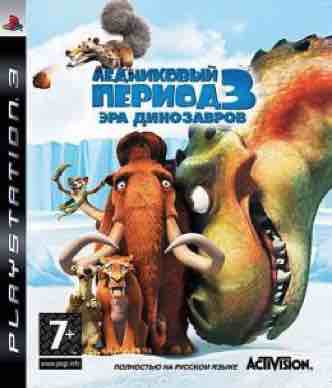 PLAYSTATION 3
ЛЕДНИКОВЫЙ
ПЕРИОД 3
ЭРА ДИНОЗАВРОВ
7+
www.pegi.info
ПОЛНОСТЬЮ НА РУССКОМ ЯЗЫКЕ
ACTIVISION